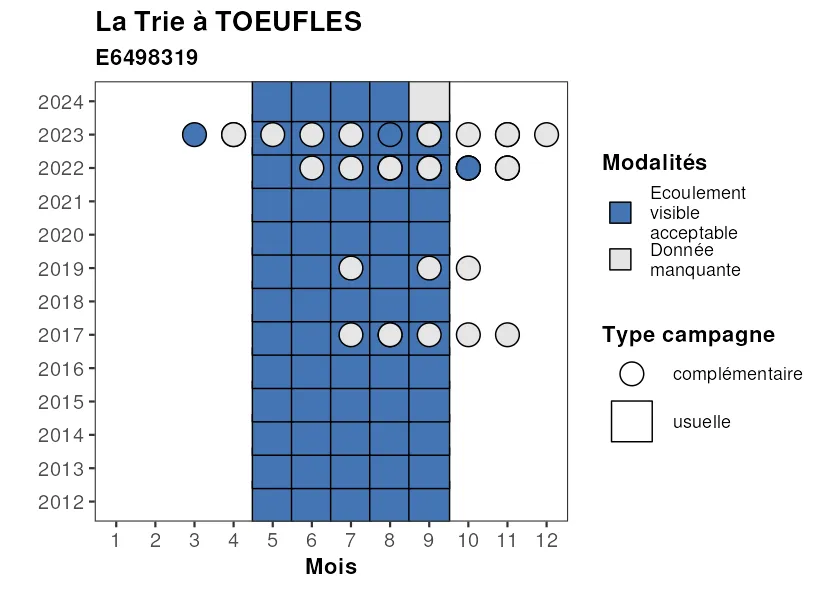 La Trie à TOEUFLES
E6498319
2024
2023
2022
2021
2020
2019
2018
2017
2016
2015
2014
2013
2012
1 2 3 4 5 6 7 8 9 10 11 12
Mois
Modalités
Ecoulement
visible
acceptable
Donnée
manquante
Type campagne
complémentaire
usuelle